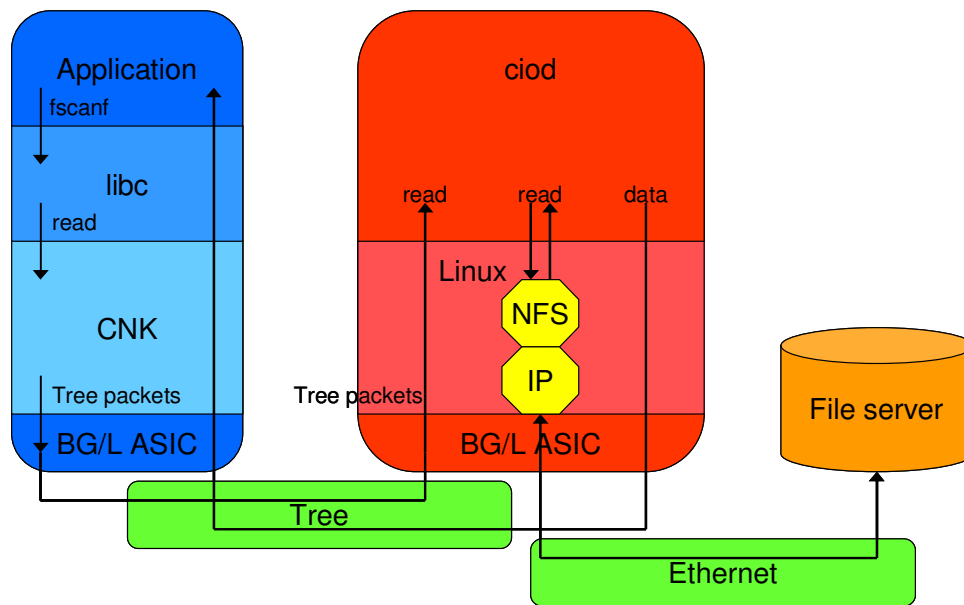 Application
fscanf
libc
read
CNK
Tree packets
BG/L ASIC
ciod
read
read
data
Linux
NFS
IP
Tree packets
BG/L ASIC
File server
Tree
Ethernet